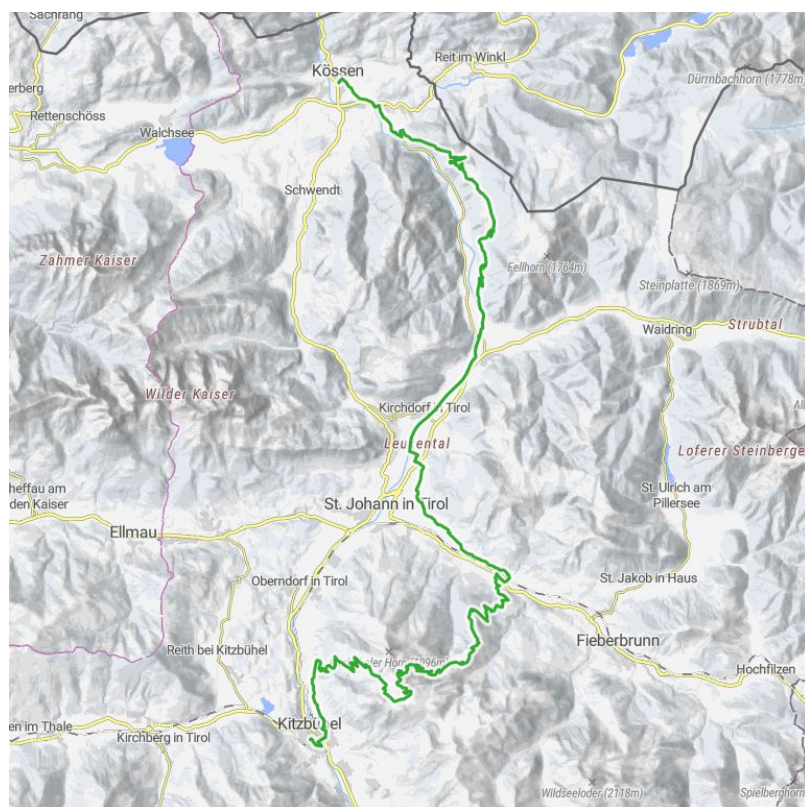 Sachrang
Kössen
Reit im Winkl
Dürrnbachhorn (1778m)
erberg
Rettenschöss
Walchsee
Schwendt
Zahmer Kaiser
Fellhorn (1764m)
Steinplatte (1869m)
Waidring
Strubtal
Wilder Kaiser
Kirchdorf in Tirol
Leukental
Loferer Steinberge
heffau am
den Kaiser
St. Ulrich am
Pillersee
St. Johann in Tirol
Ellmau
Oberndorf in Tirol
St. Jakob in Haus
Reith bei Kitzbühel
ler Horn (1996m)
Fieberbrunn
Hochfilzen
en im Thale
Kitzbühel
Kirchberg in Tirol
Wildseeloder (2118m)
Spielberghorn